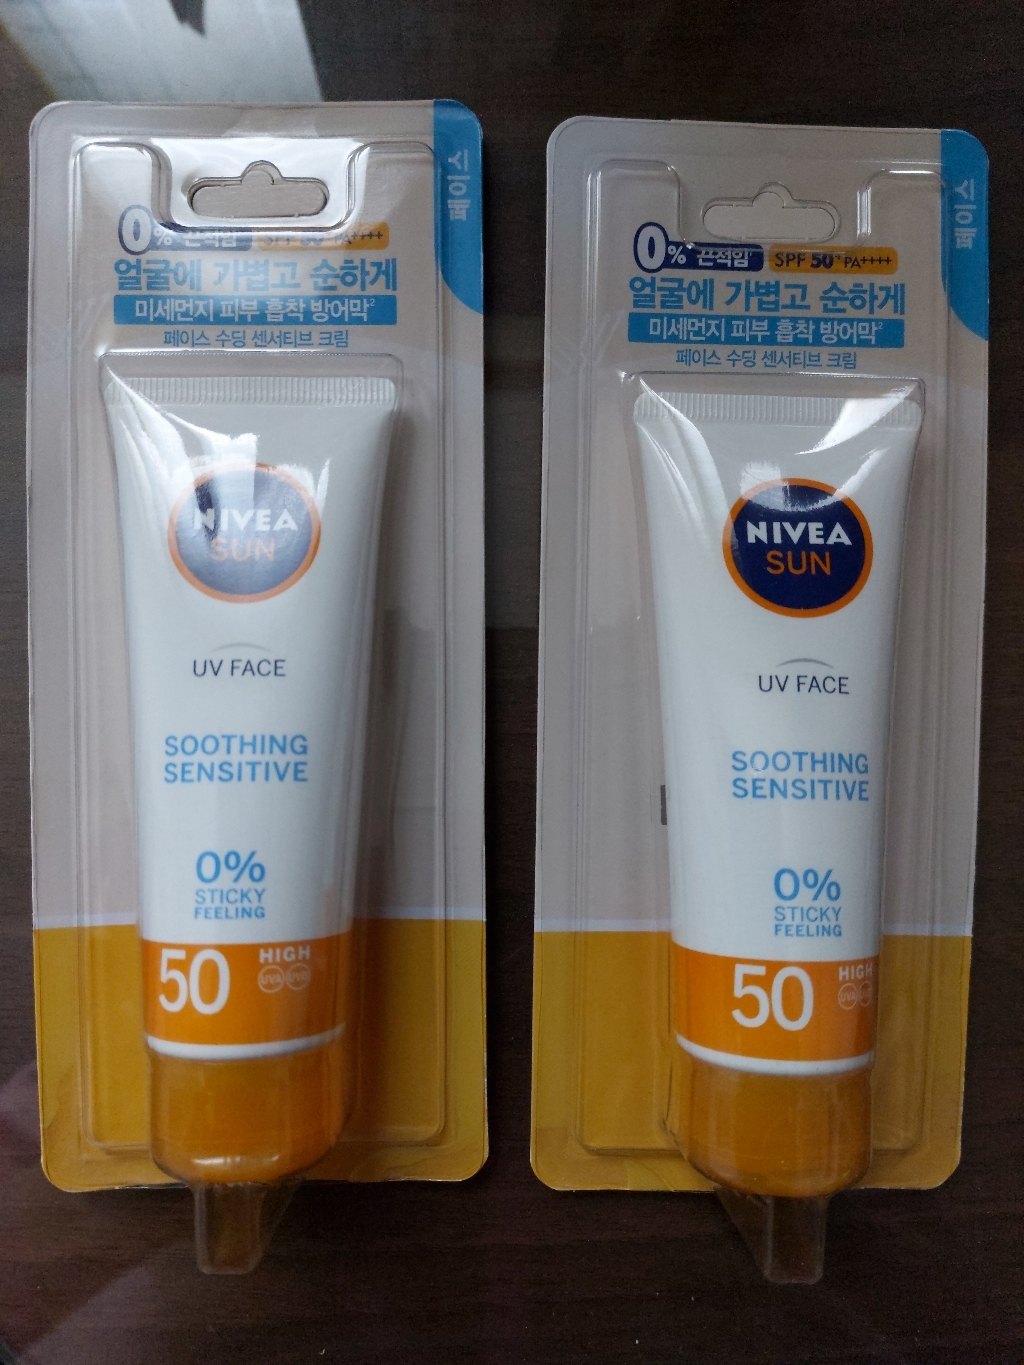 페이스
0% 끈적임¹ SPF 50+ PA++++
얼굴에 가볍고 순하게
미세먼지 피부 흡착 방어막²
페이스 수딩 센서티브 크림
NIVEA
SUN
UV FACE
SOOTHING
SENSITIVE
0%
STICKY
FEELING
50 HIGH
UVA UVB
페이스
0% 끈적임¹ SPF 50+ PA++++
얼굴에 가볍고 순하게
미세먼지 피부 흡착 방어막²
페이스 수딩 센서티브 크림
NIVEA
SUN
UV FACE
SOOTHING
SENSITIVE
0%
STICKY
FEELING
50 HIGH
UVA